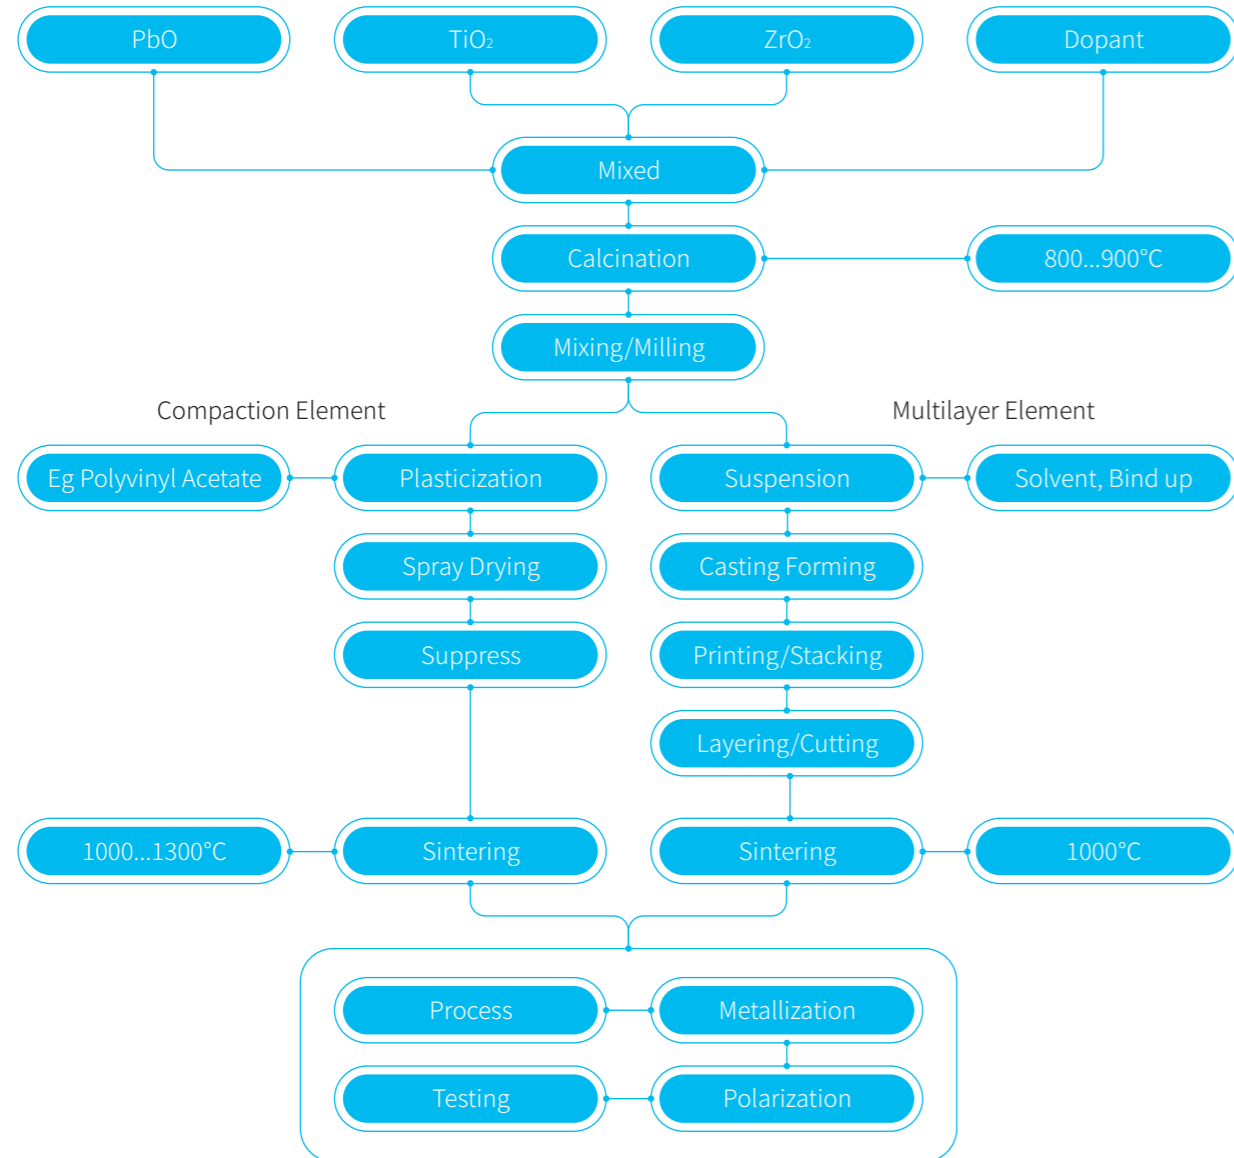 PbO
TiO₂
ZrO₂
Dopant
Mixed
Calcination
800...900°C
Mixing/Milling
Compaction Element
Multilayer Element
Eg Polyvinyl Acetate
Plasticization
Suspension
Solvent, Bind up
Spray Drying
Casting Forming
Suppress
Printing/Stacking
Layering/Cutting
1000...1300°C
Sintering
Sintering
1000°C
Process
Metallization
Testing
Polarization